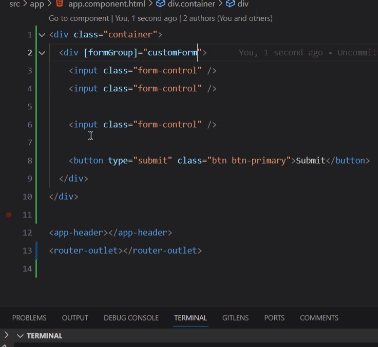 src > app > app.component.html > div.container > div
Go to component | You, 1 second ago | 2 authors (You and others)
1 <div class="container">
2 <div [formGroup]="customForm"> You, 1 second ago • Uncommit
3 <input class="form-control" />
4 <input class="form-control" />
5
6 <input class="form-control" />
7
8 <button type="submit" class="btn btn-primary">Submit</button>
9 </div>
10 </div>
11
12 <app-header></app-header>
13 <router-outlet></router-outlet>
14
PROBLEMS OUTPUT DEBUG CONSOLE TERMINAL GITLENS PORTS COMMENTS
TERMINAL